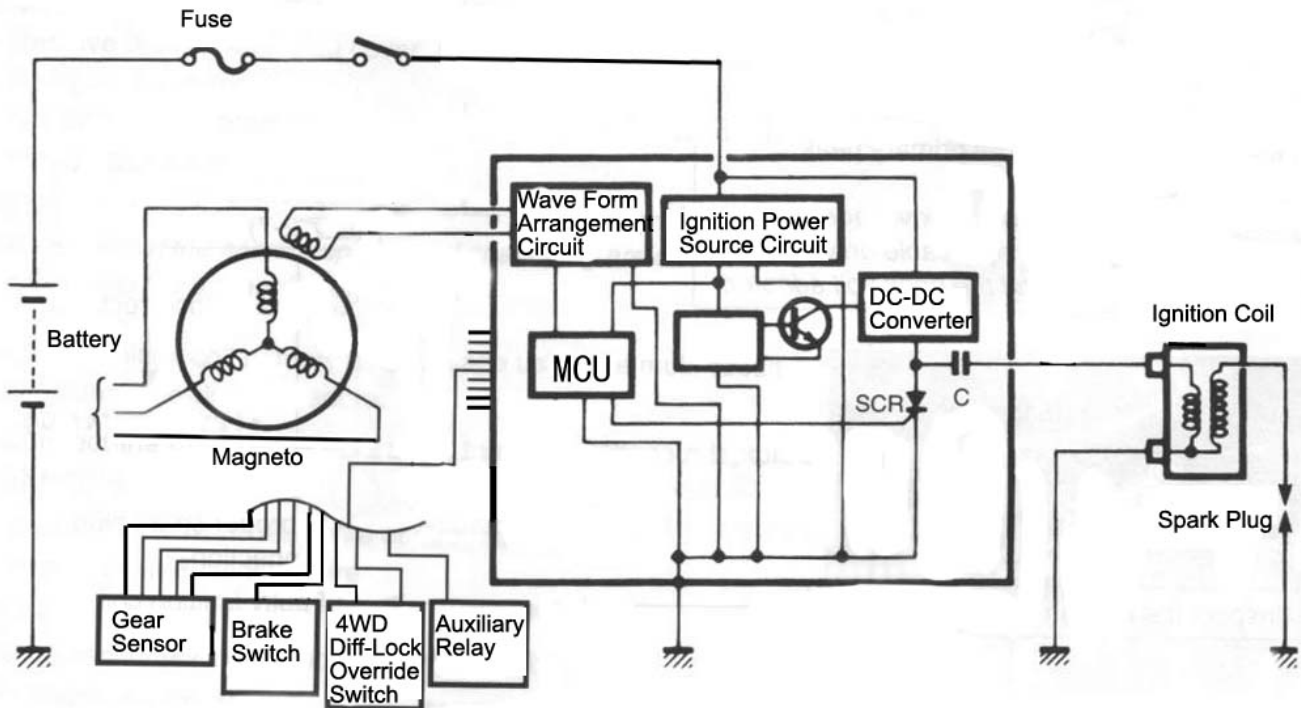 Fuse
Wave Form
Arrangement
Circuit
Ignition Power
Source Circuit
DC-DC
Converter
Ignition Coil
Battery
MCU
SCR
C
Magneto
Spark Plug
Gear
Sensor
Brake
Switch
4WD
Diff-Lock
Override
Switch
Auxiliary
Relay